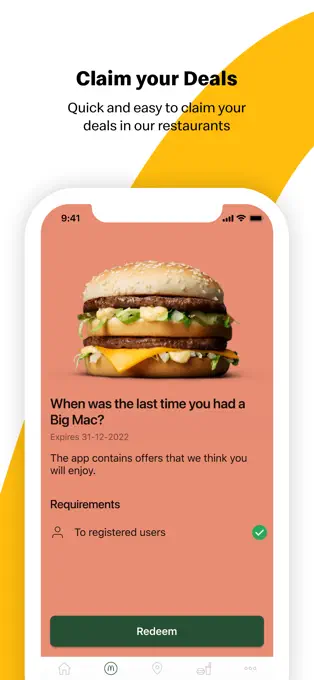 Claim your Deals
Quick and easy to claim your
deals in our restaurants
9:41
When was the last time you had a
Big Mac?
Expires 31-12-2022
The app contains offers that we think you
will enjoy.
Requirements
To registered users
Redeem